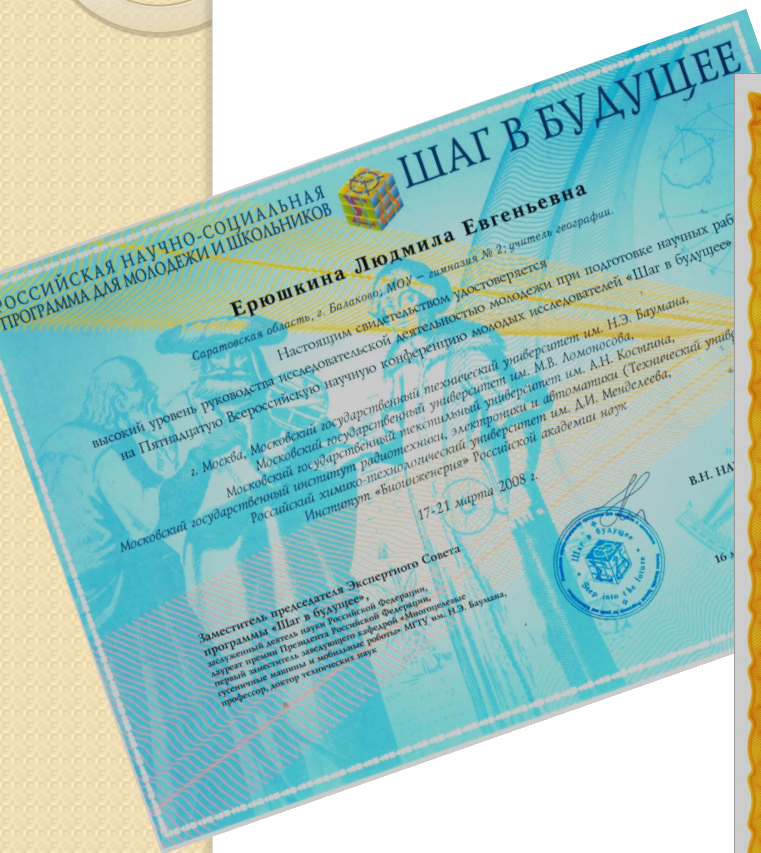 РОССИЙСКАЯ НАУЧНО-СОЦИАЛЬНАЯ
ПРОГРАММА ДЛЯ МОЛОДЕЖИ И ШКОЛЬНИКОВ
ШАГ В БУДУЩЕЕ
Ерюшкина Людмила Евгеньевна
Саратовская область, г. Балаково; МОУ – гимназия № 2; учитель географии.
Настоящим свидетельством удостоверяется
высокий уровень руководства исследовательской деятельностью молодежи при подготовке научных раб
на Пятнадцатую Всероссийскую научную конференцию молодых исследователей «Шаг в будущее»
г. Москва, Московский государственный технический университет им. Н.Э. Баумана,
Московский государственный университет им. М.В. Ломоносова,
Московский государственный текстильный университет им. А.Н. Косыгина,
Московский государственный институт радиотехники, электроники и автоматики (Технический унив
Российский химико-технологический университет им. Д.И. Менделеева,
Институт «Биоинженерия» Российской академии наук
17-21 марта 2008 г.
Заместитель председателя Экспертного Совета
программы «Шаг в будущее»,
заслуженный деятель науки Российской Федерации,
лауреат премии Президента Российской Федерации,
первый заместитель заведующего кафедрой «Многоцелевые
гусеничные машины и мобильные роботы» МГТУ им. Н.Э. Баумана,
профессор, доктор технических наук
Шаг в будущее
Step into the future
В.Н. НА
16